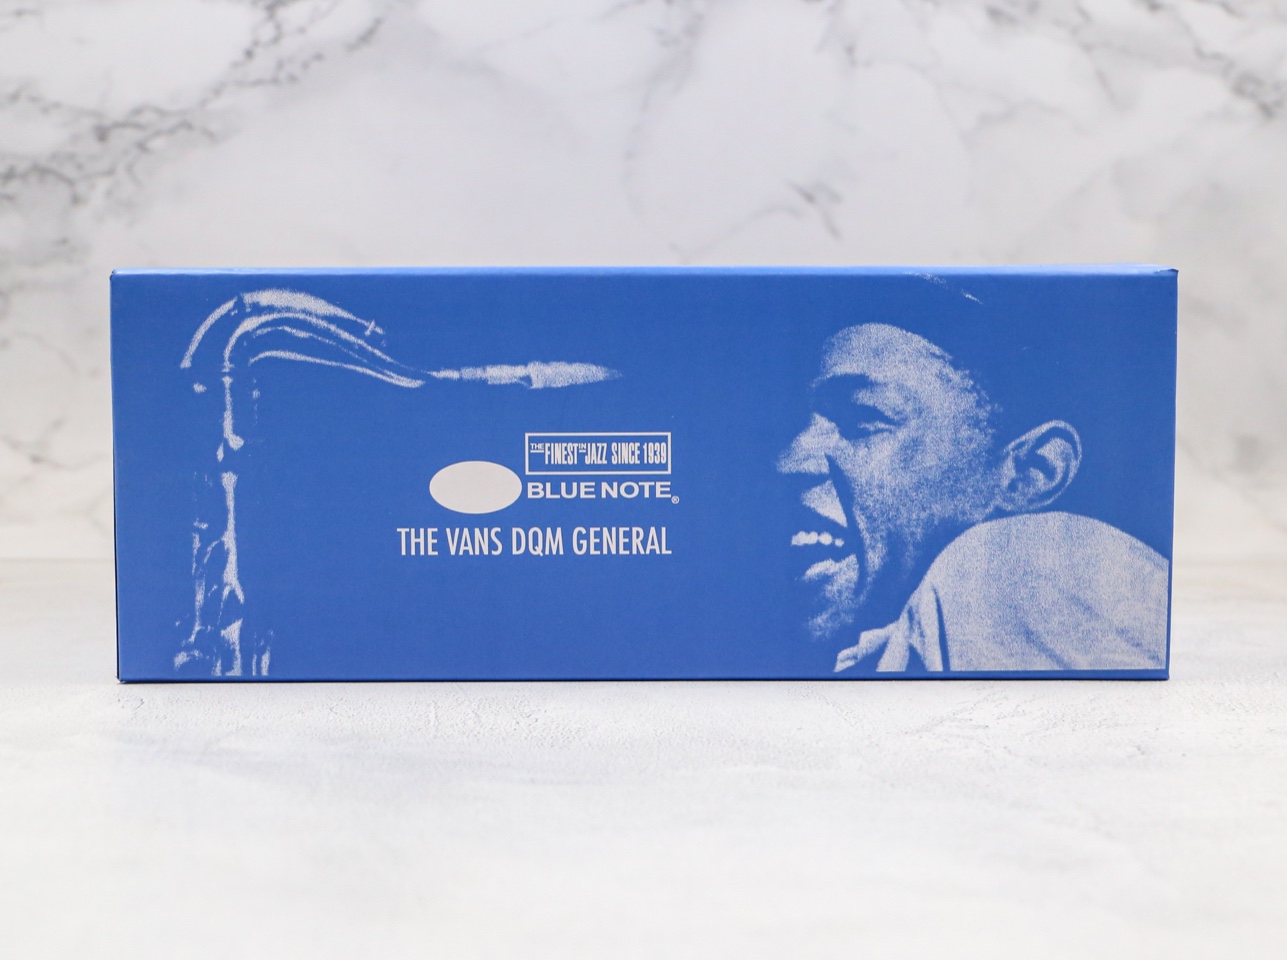 THE FINEST IN JAZZ SINCE 1939
BLUE NOTE®
THE VANS DQM GENERAL